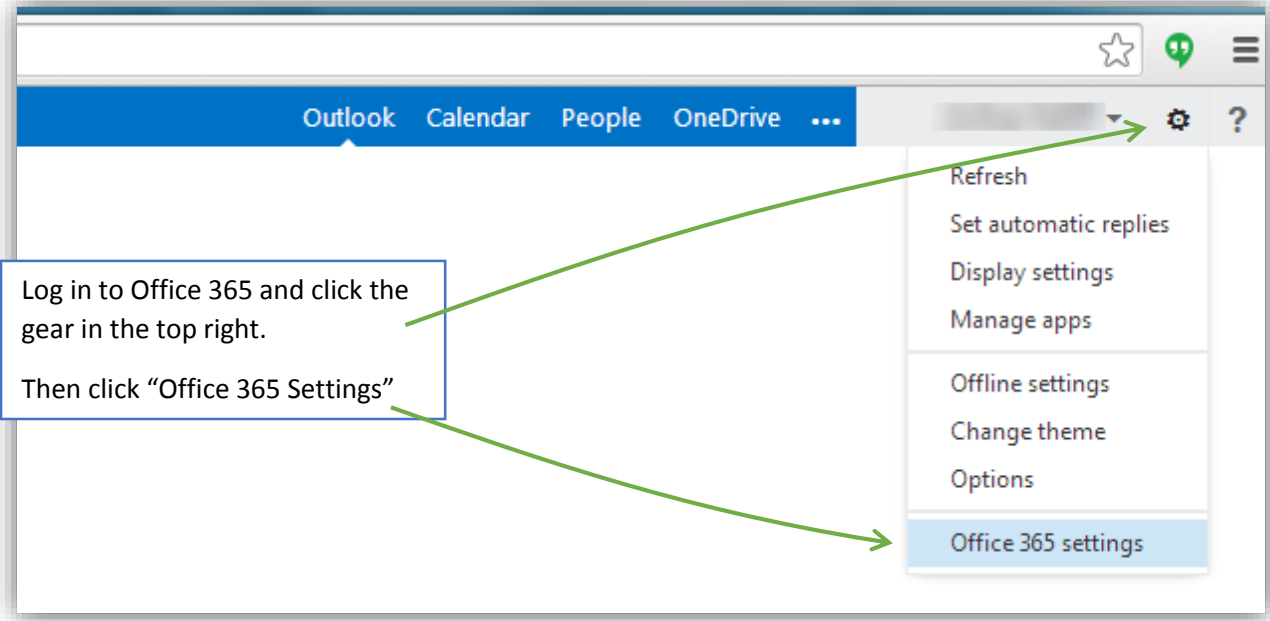 Outlook Calendar People OneDrive ... ?
Refresh
Set automatic replies
Display settings
Manage apps
Log in to Office 365 and click the
gear in the top right.
Then click “Office 365 Settings”
Offline settings
Change theme
Options
Office 365 settings